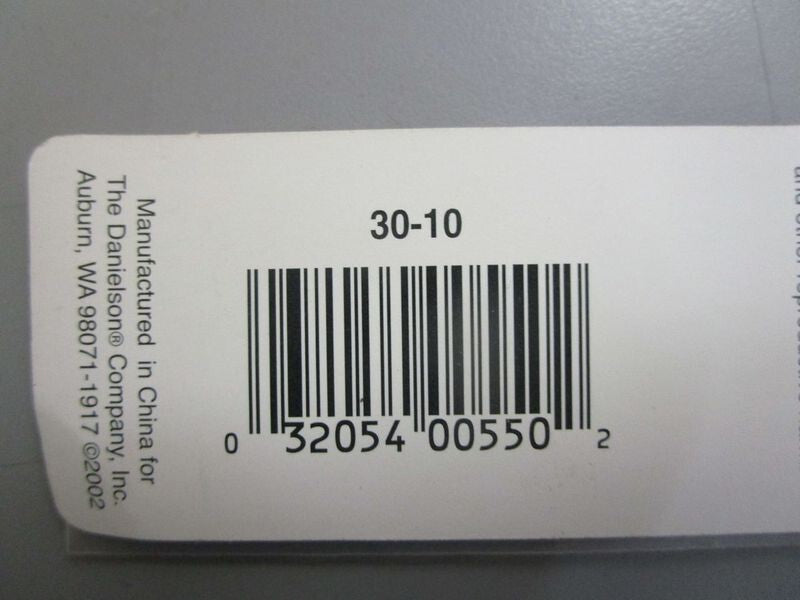 30-10
0 32054 00550 2
Manufactured in China for
The Danielson® Company, Inc.
Auburn, WA 98071-1917 ©2002